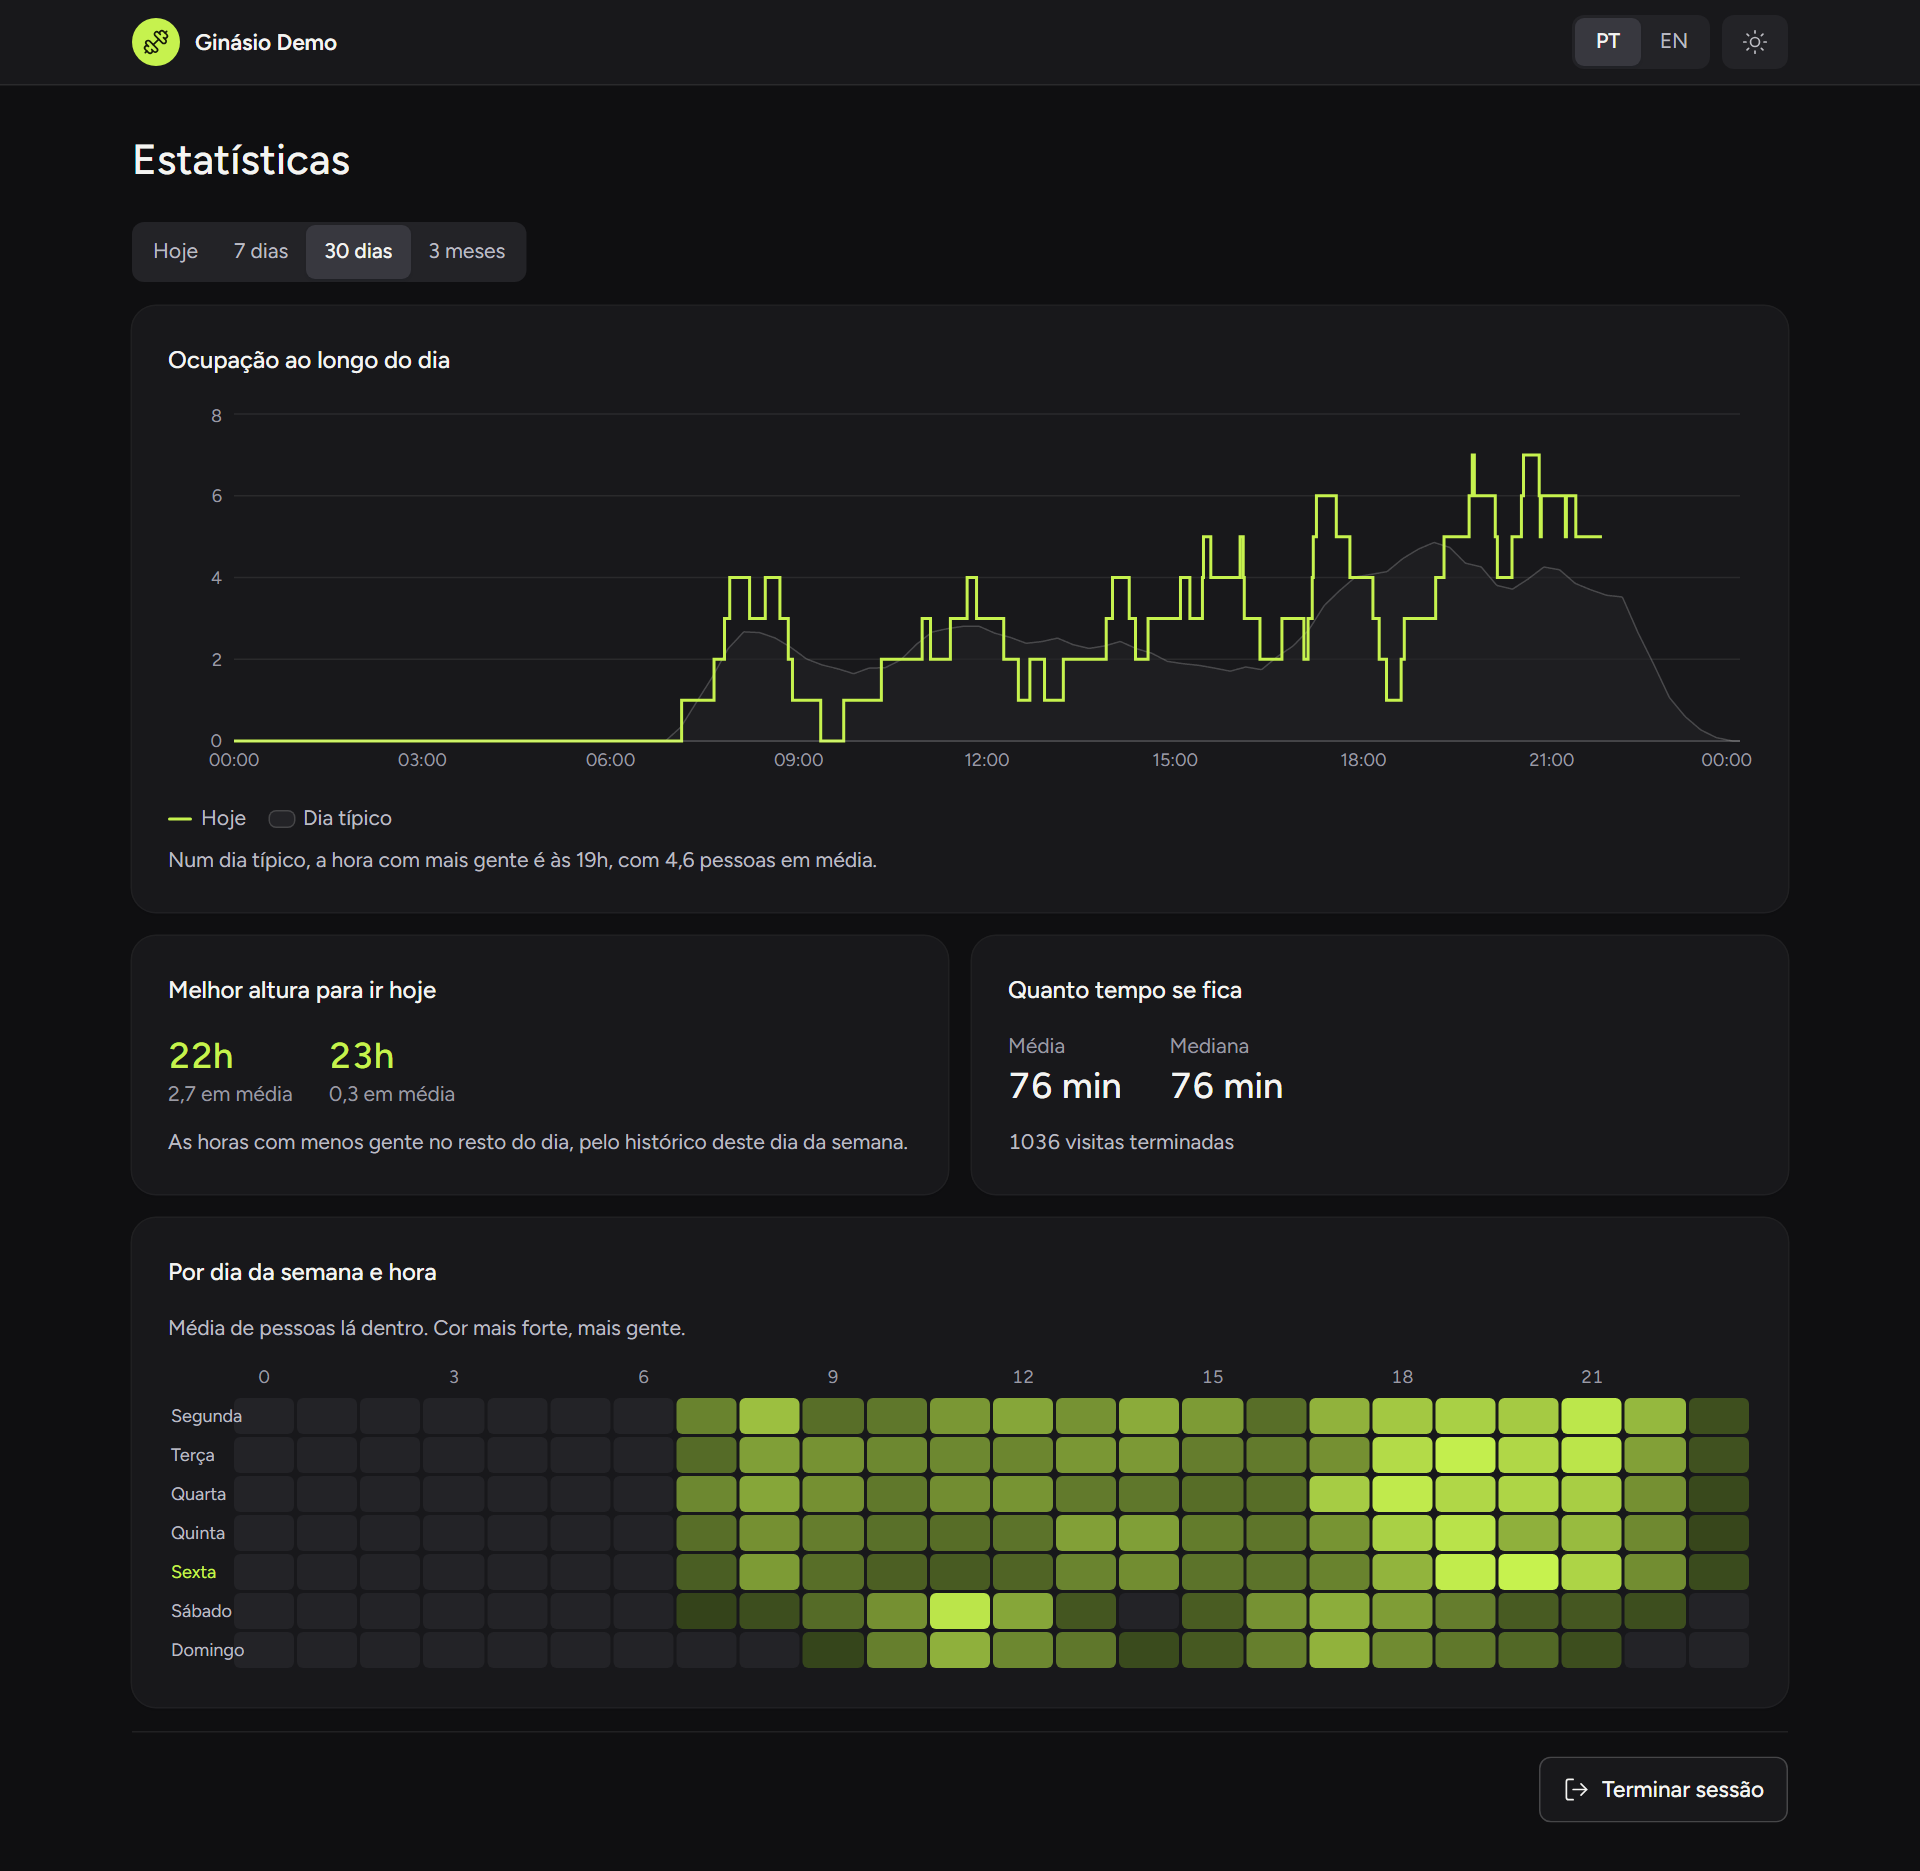 Ginásio Demo
PT EN
Estatísticas
Hoje 7 dias 30 dias 3 meses
Ocupação ao longo do dia
8
6
4
2
0
00:00 03:00 06:00 09:00 12:00 15:00 18:00 21:00 00:00
Hoje Dia típico
Num dia típico, a hora com mais gente é às 19h, com 4,6 pessoas em média.
Melhor altura para ir hoje
22h 23h
2,7 em média 0,3 em média
As horas com menos gente no resto do dia, pelo histórico deste dia da semana.
Quanto tempo se fica
Média Mediana
76 min 76 min
1036 visitas terminadas
Por dia da semana e hora
Média de pessoas lá dentro. Cor mais forte, mais gente.
0 3 6 9 12 15 18 21
Segunda
Terça
Quarta
Quinta
Sexta
Sábado
Domingo
Terminar sessão